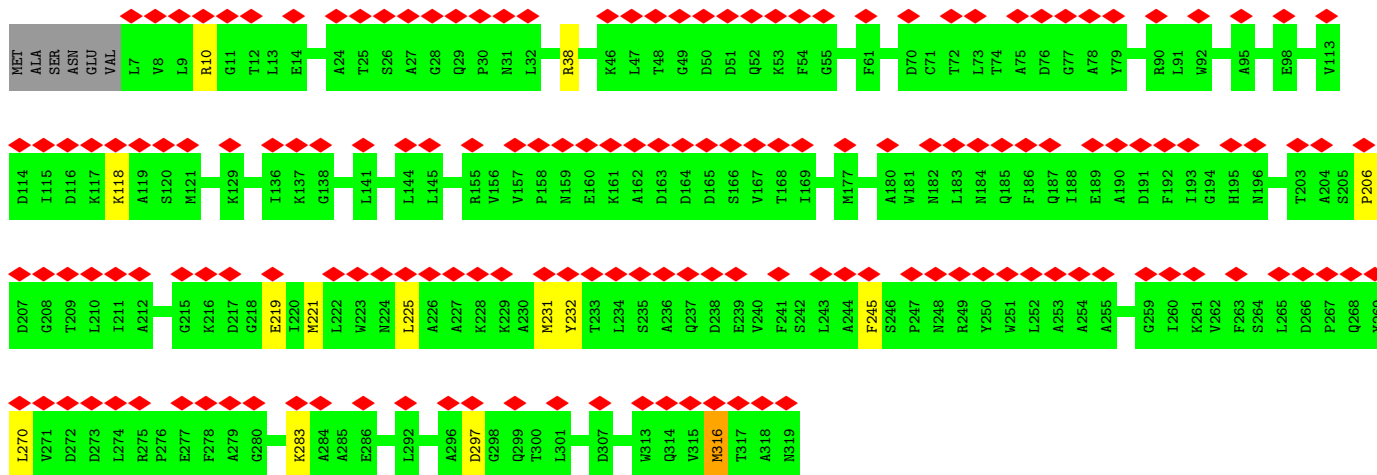 MET ALA SER ASN GLU VAL L7 V8 L9 R10 G11 T12 L13 E14 A24 T25 S26 A27 G28 Q29 P30 N31 L32 R38 K46 L47 T48 G49 D50 D51 Q52 K53 F54 G55 F61 D70 C71 T72 L73 T74 A75 D76 G77 A78 Y79 R90 L91 W92 A95 E98 V113
D114 I115 D116 K117 K118 A119 S120 M121 K129 I136 K137 G138 L141 L144 L145 R155 V156 V157 P158 N159 E160 K161 A162 D163 D164 D165 S166 V167 T168 I169 M177 A180 W181 N182 L183 N184 Q185 F186 Q187 I188 E189 A190 D191 F192 I193 G194 H195 N196 T203 A204 S205 P206
D207 G208 T209 L210 I211 A212 G215 K216 D217 G218 E219 I220 M221 L222 W223 N224 L225 A226 A227 K228 K229 A230 M231 Y232 T233 L234 S235 A236 Q237 D238 E239 V240 F241 S242 L243 A244 F245 S246 P247 N248 R249 Y250 W251 L252 A253 A254 A255 G259 I260 K261 V262 F263 S264 L265 D266 P267 Q268
L270 V271 D272 D273 L274 R275 P276 E277 F278 A279 G280 K283 A284 A285 E286 L292 A296 D297 G298 Q299 T300 L301 D307 W313 Q314 V315 M316 T317 A318 N319